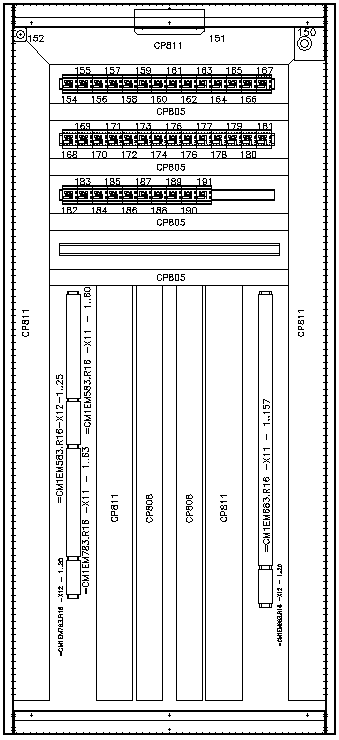 152
151
150
CP811
155 157 159 161 163 165 167
154 156 158 160 162 164 166
CP805
169 171 173 175 177 179 181
168 170 172 174 176 178 180
CP805
183 185 187 189 191
182 184 186 188 190
CP805
CP805
CP811
=CM1EM583.R16-X12-1..25
=CM1EM783.R16 -X12 - 1..20
=CM1EM583.R16 -X11 - 1..60
=CM1EM783.R16 -X11 - 1..63
CP811
CP808
CP808
CP811
=CM1EM683.R16 -X11 - 1..157
=CM1EM683.R16 -X12 - 1..20
CP811